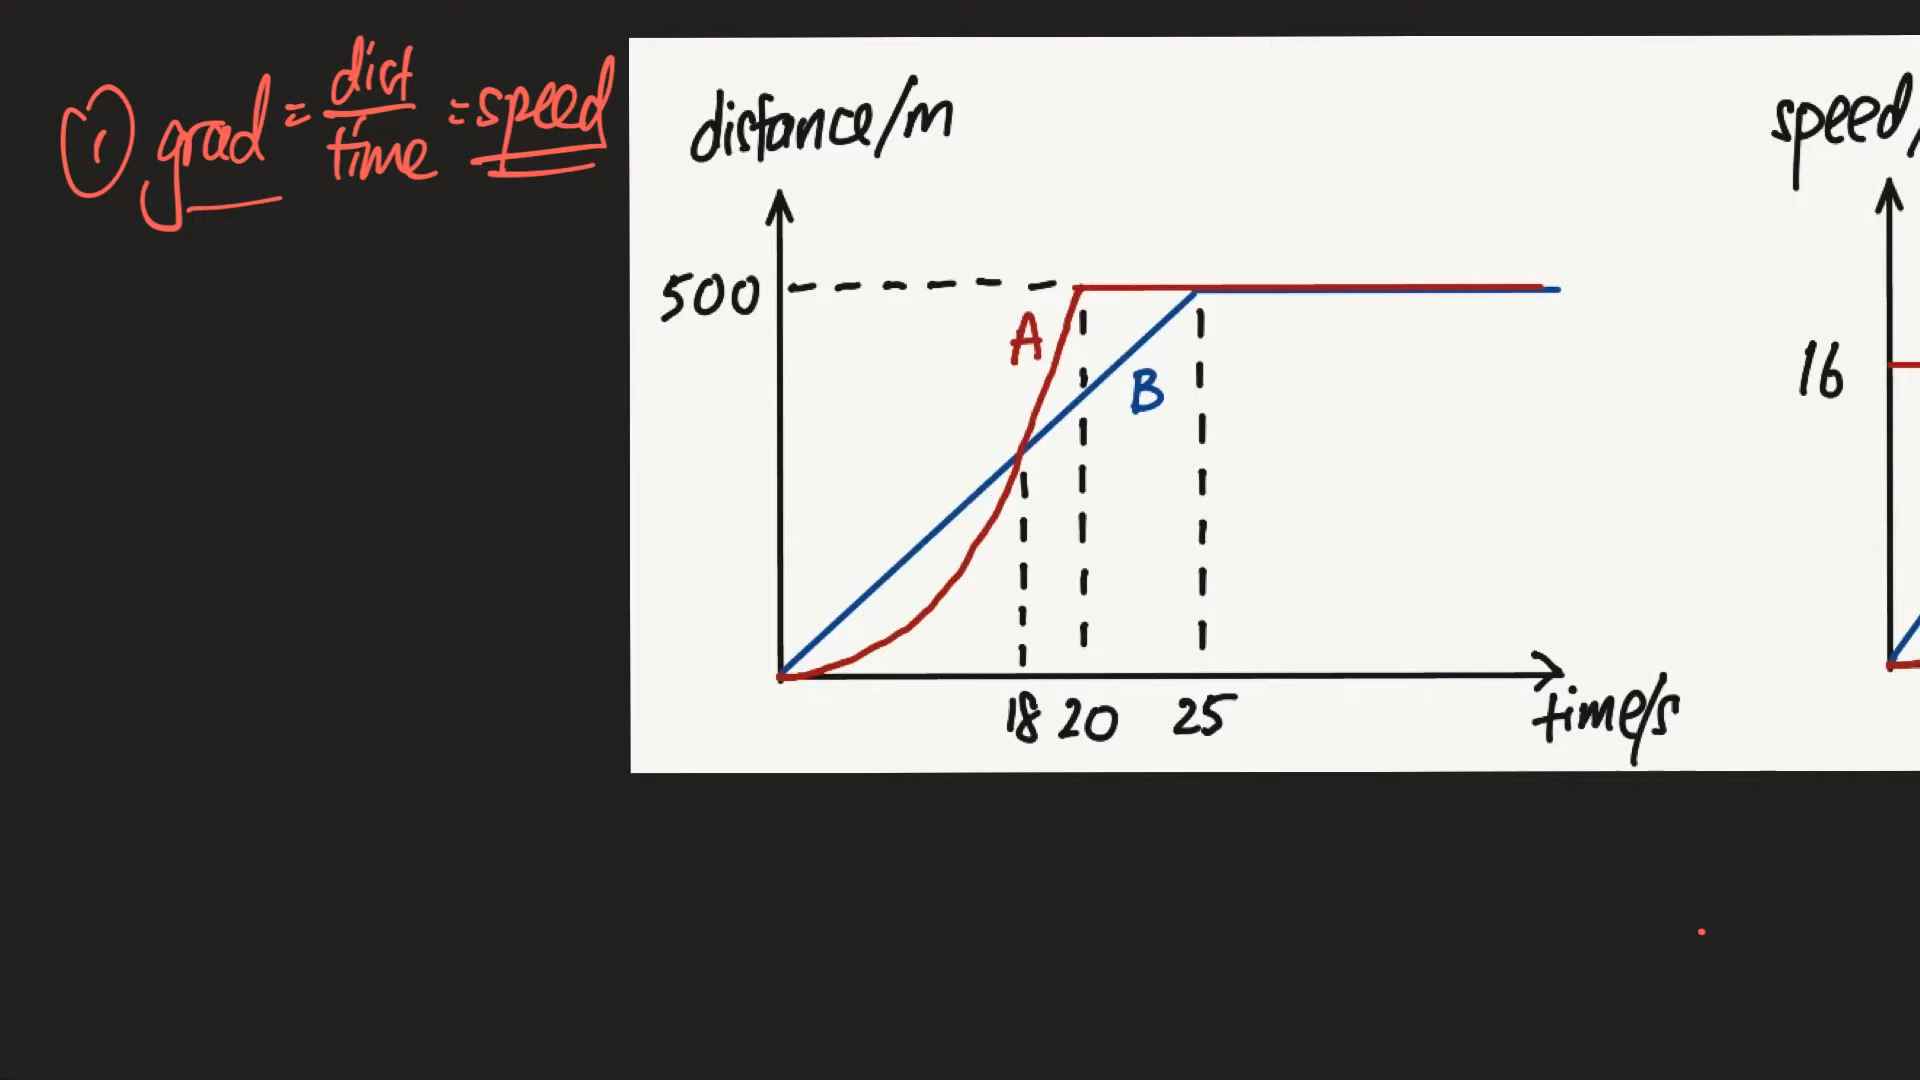 ① grad = dist/time = speed
distance/m
500
A
B
18 20 25
time/s
speed/
16